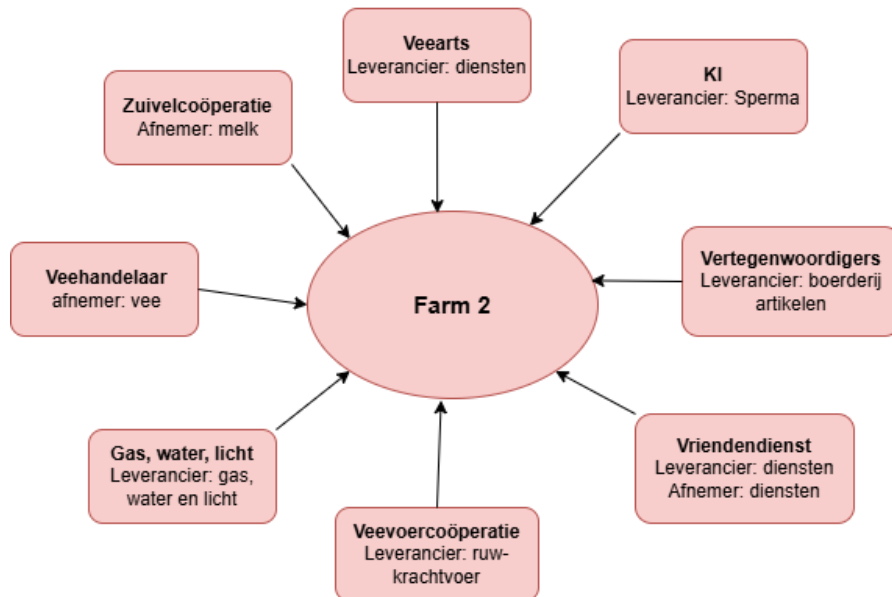 Veearts
Leverancier: diensten
KI
Leverancier: Sperma
Zuivelcoöperatie
Afnemer: melk
Vertegenwoordigers
Leverancier: boerderij
artikelen
Veehandelaar
afnemer: vee
Farm 2
Vriendendienst
Leverancier: diensten
Afnemer: diensten
Gas, water, licht
Leverancier: gas,
water en licht
Veevoercoöperatie
Leverancier: ruw-
krachtvoer